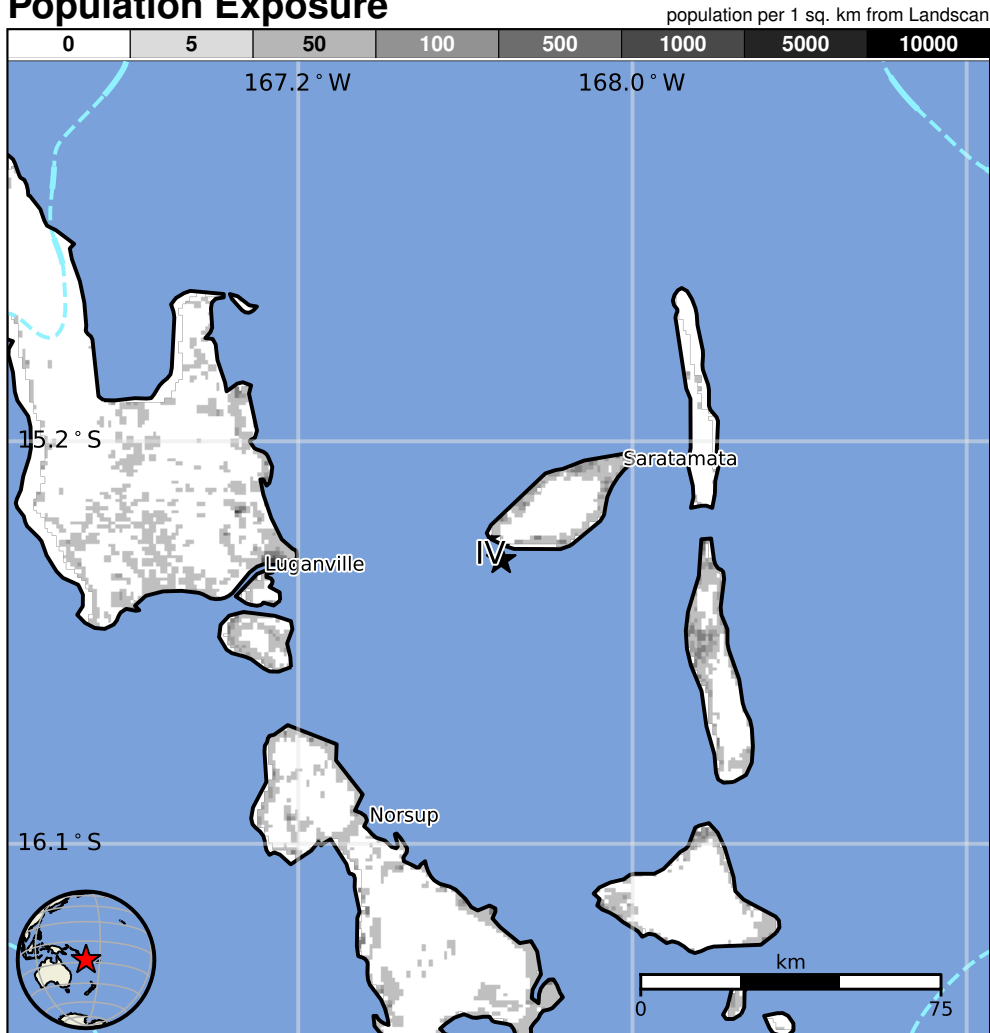 Population Exposure
population per 1 sq. km from Landscan
0 5 50 100 500 1000 5000 10000
167.2°W 168.0°W
15.2°S
Saratamata
IV
Luganville
Norsup
16.1°S
km
0 75